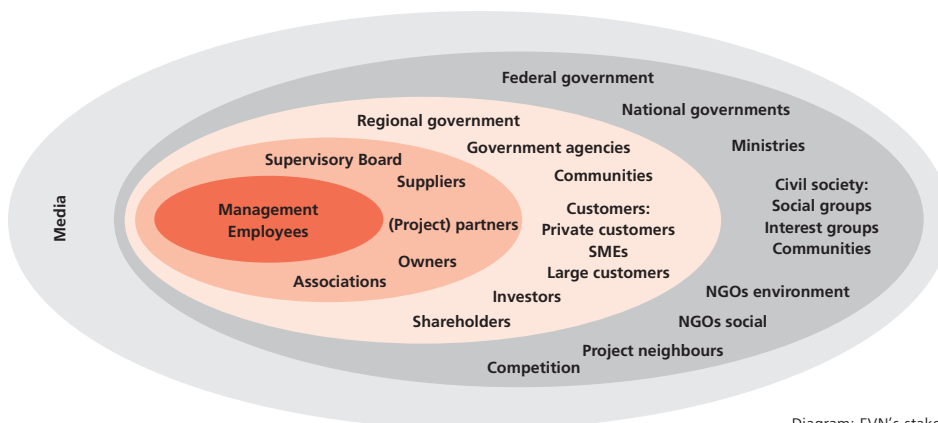 Federal government
National governments
Regional government
Ministries
Government agencies
Supervisory Board
Communities
Suppliers
Civil society:
Social groups
Interest groups
Communities
Management
Employees
(Project) partners
Customers:
Private customers
SMEs
Large customers
Media
Owners
Associations
Investors
NGOs environment
Shareholders
NGOs social
Project neighbours
Competition